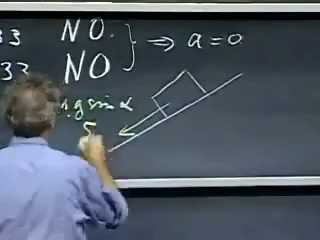 33 NO. } ⇒ a = 0
33 NO
g sin α